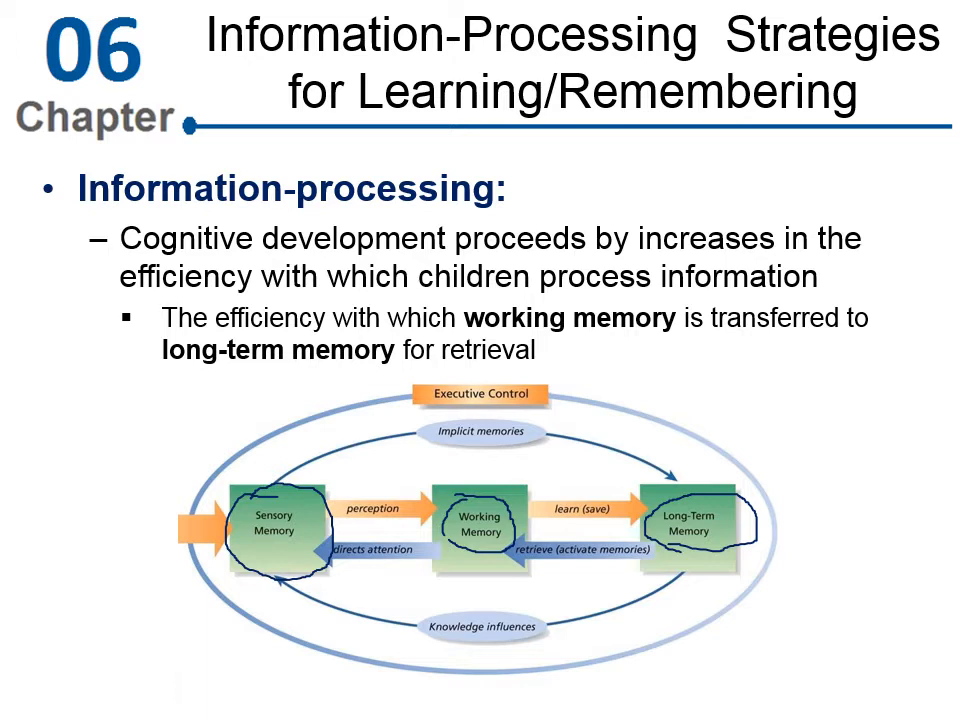 06
Chapter
Information-Processing Strategies
for Learning/Remembering
• Information-processing:
– Cognitive development proceeds by increases in the
efficiency with which children process information
▪ The efficiency with which working memory is transferred to
long-term memory for retrieval
Executive Control
Implicit memories
Sensory
Memory
perception
directs attention
Working
Memory
learn (save)
retrieve (activate memories)
Long-Term
Memory
Knowledge influences